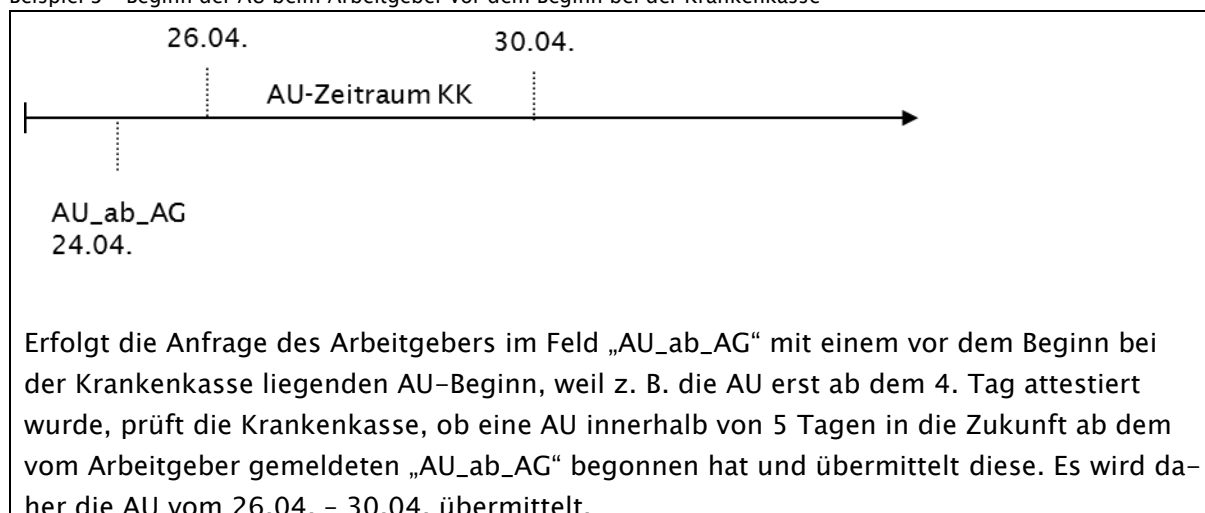 Beispiel 3 – Beginn der AU beim Arbeitgeber vor dem Beginn bei der Krankenkasse
26.04.
30.04.
AU-Zeitraum KK
AU_ab_AG
24.04.
Erfolgt die Anfrage des Arbeitgebers im Feld „AU_ab_AG“ mit einem vor dem Beginn bei
der Krankenkasse liegenden AU-Beginn, weil z. B. die AU erst ab dem 4. Tag attestiert
wurde, prüft die Krankenkasse, ob eine AU innerhalb von 5 Tagen in die Zukunft ab dem
vom Arbeitgeber gemeldeten „AU_ab_AG“ begonnen hat und übermittelt diese. Es wird da-
her die AU vom 26.04. – 30.04. übermittelt.